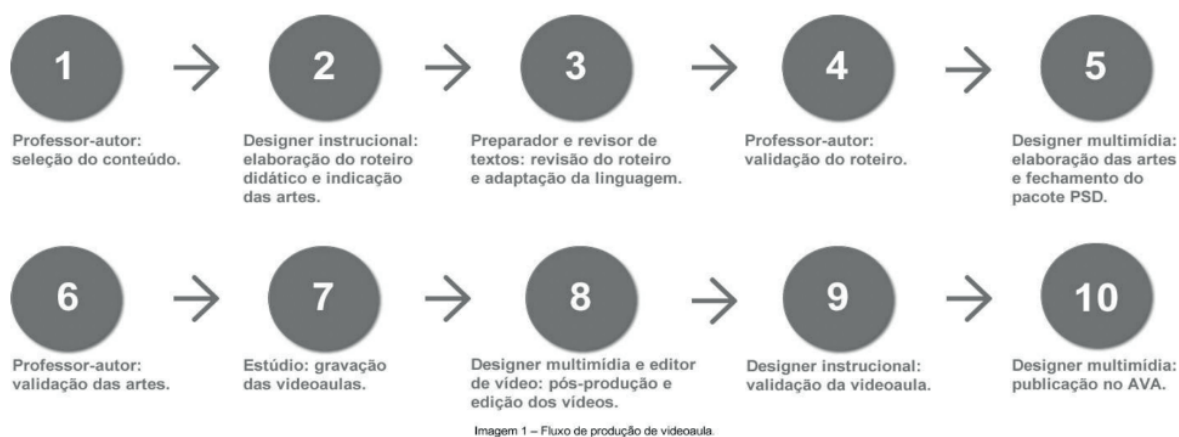 1
Professor-autor:
seleção do conteúdo.
2
Designer instrucional:
elaboração do roteiro
didático e indicação
das artes.
3
Preparador e revisor de
textos: revisão do roteiro
e adaptação da linguagem.
4
Professor-autor:
validação do roteiro.
5
Designer multimídia:
elaboração das artes
e fechamento do
pacote PSD.
6
Professor-autor:
validação das artes.
7
Estúdio: gravação
das videoaulas.
8
Designer multimídia e editor
de vídeo: pós-produção e
edição dos vídeos.
9
Designer instrucional:
validação da videoaula.
10
Designer multimídia:
publicação no AVA.
Imagem 1 – Fluxo de produção de videoaula.